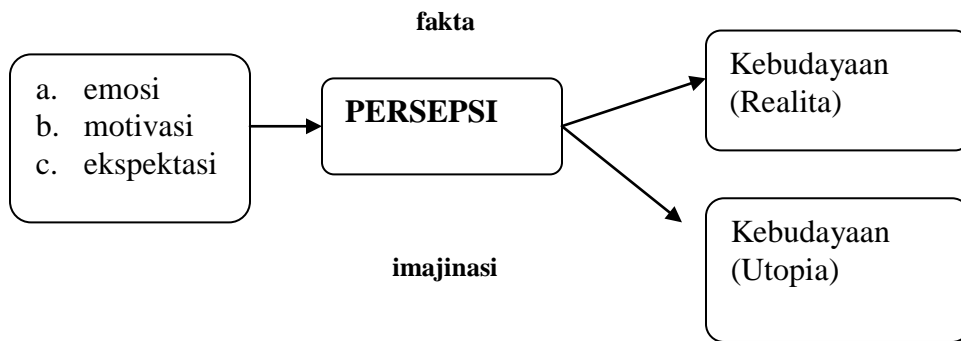 fakta
a. emosi
b. motivasi
c. ekspektasi
PERSEPSI
Kebudayaan
(Realita)
Kebudayaan
(Utopia)
imajinasi